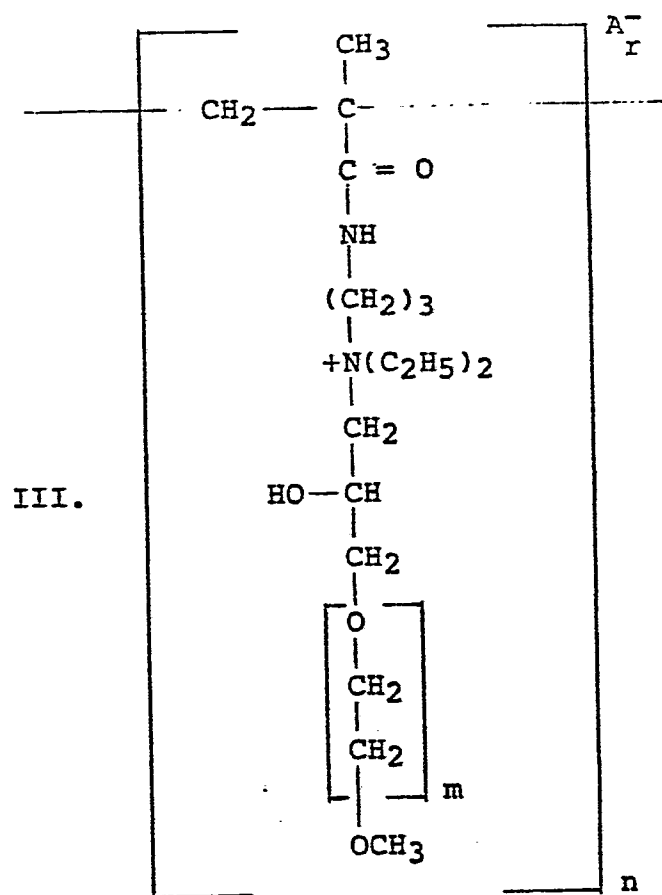 A-
r
CH3
CH2—C—
C = O
NH
(CH2)3
+N(C2H5)2
CH2
III. HO—CH
CH2
O
CH2
CH2
m
OCH3
n